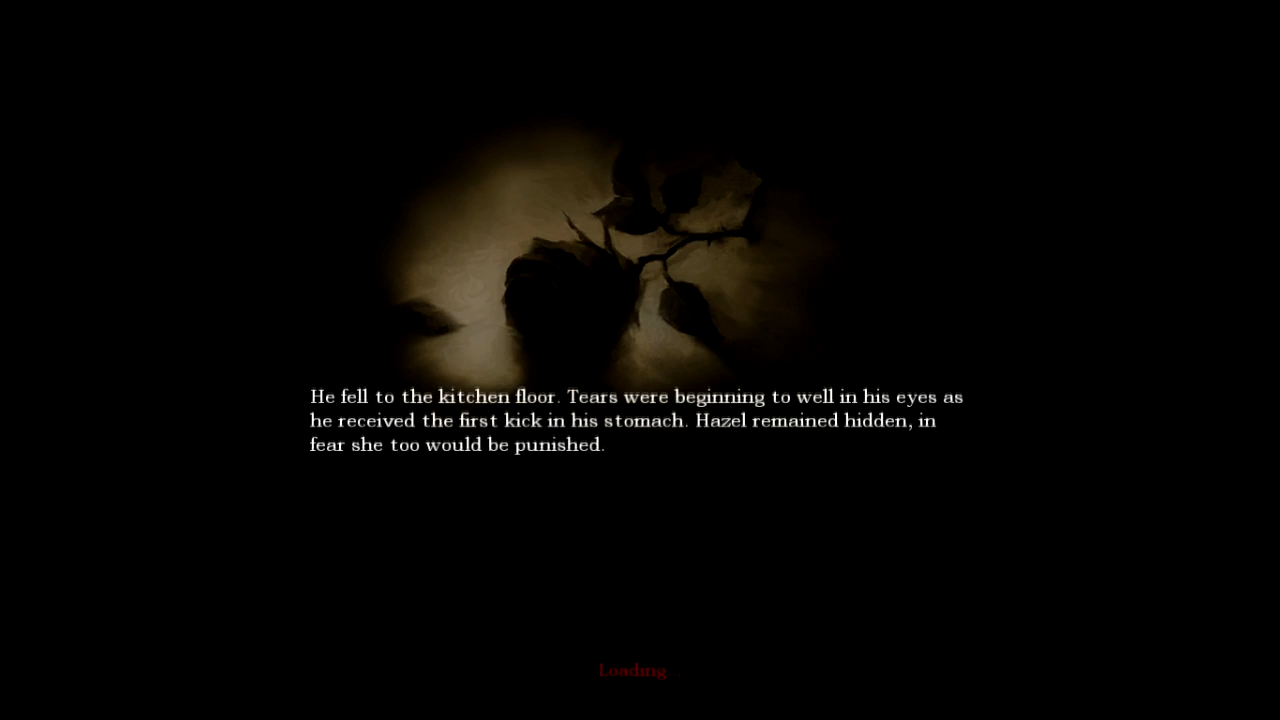 He fell to the kitchen floor. Tears were beginning to well in his eyes as
he received the first kick in his stomach. Hazel remained hidden, in
fear she too would be punished.
Loading...